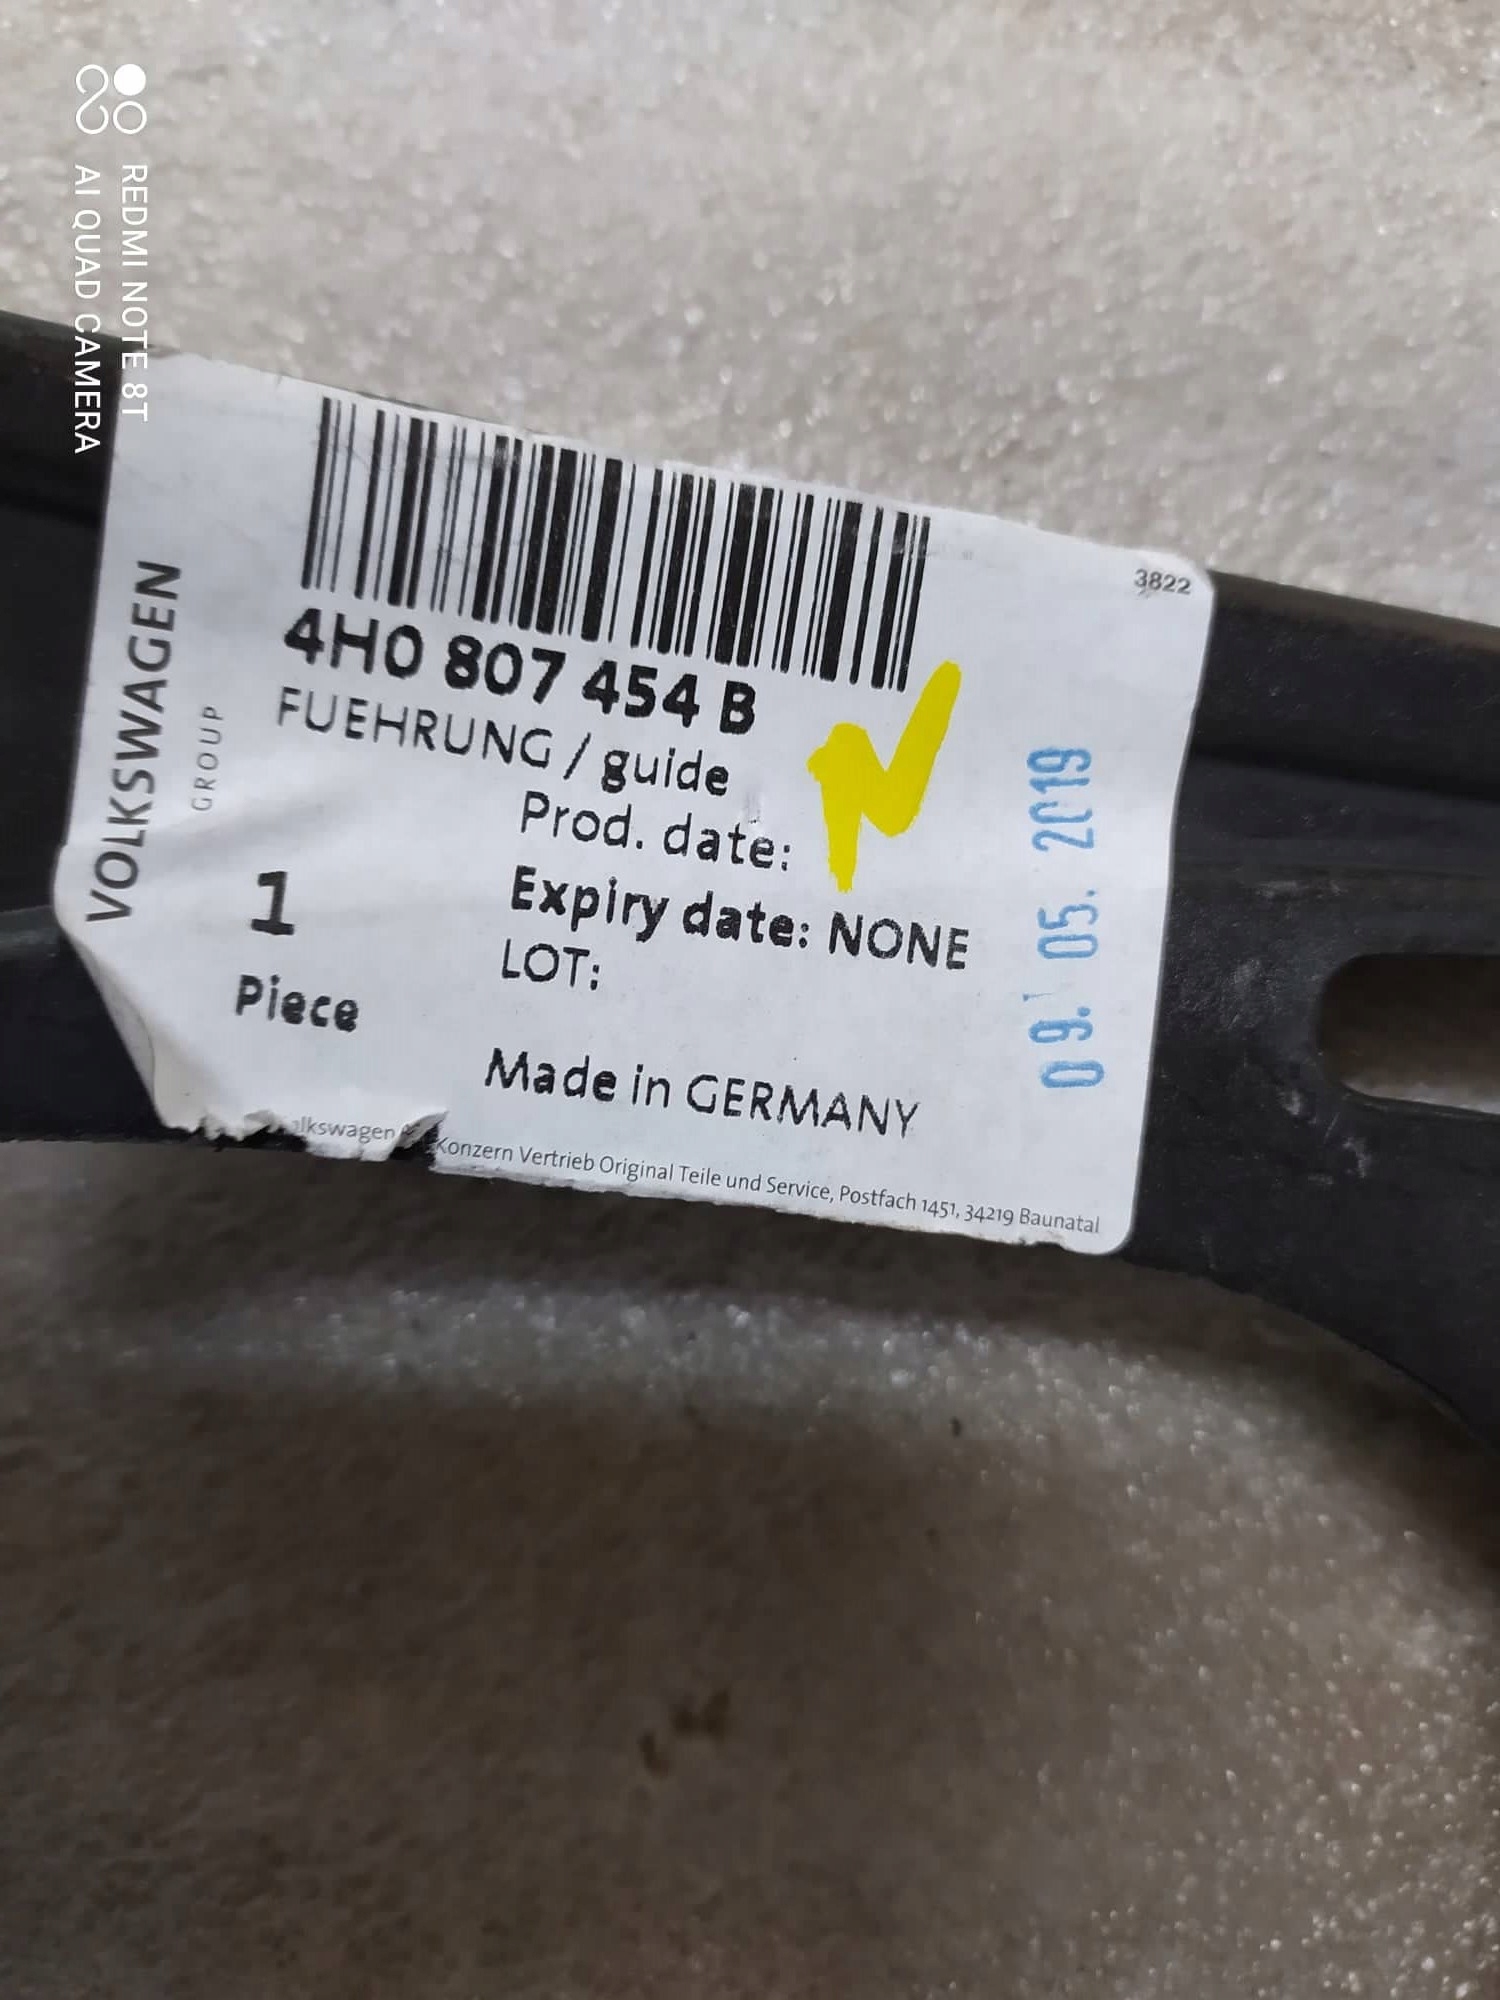 REDMI NOTE 8T
AI QUAD CAMERA
3822
4H0 807 454 B
FUEHRUNG / guide
Prod. date:
Expiry date: NONE
LOT:
1
Piece
Made in GERMANY
VOLKSWAGEN
GROUP
09. 05. 2019
Konzern Vertrieb Original Teile und Service, Postfach 1451, 34219 Baunatal